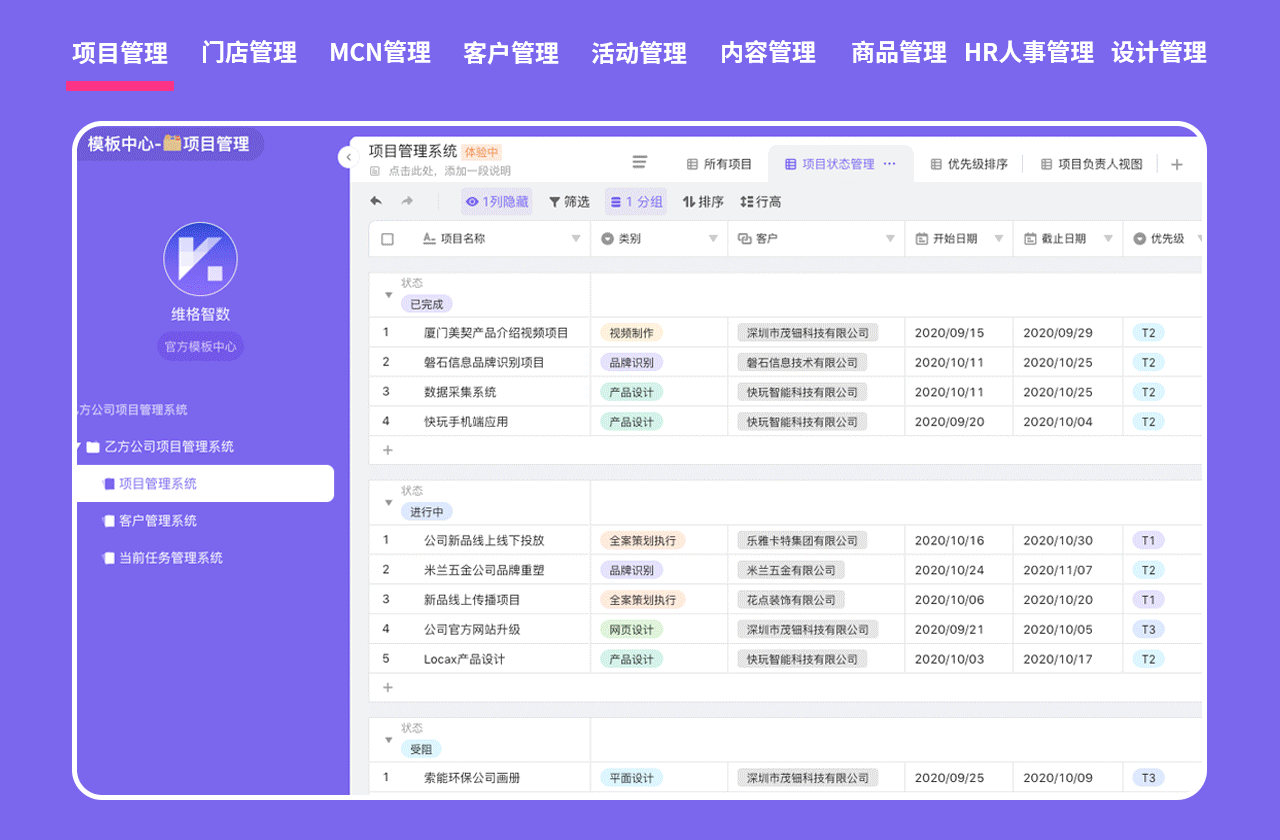 项目管理 门店管理 MCN管理 客户管理 活动管理 内容管理 商品管理 HR人事管理 设计管理
模板中心-项目管理
维格智数
官方模板中心
乙方公司项目管理系统
乙方公司项目管理系统
项目管理系统
客户管理系统
当前任务管理系统
项目管理系统 体验中
点击此处，添加一段说明
所有项目 项目状态管理 ··· 优先级排序 项目负责人视图 +
1列隐藏 筛选 1 分组 排序 行高
项目名称 类别 客户 开始日期 截止日期 优先级
状态
已完成
1 厦门美契产品介绍视频项目 视频制作 深圳市茂钿科技有限公司 2020/09/15 2020/09/29 T2
2 磐石信息品牌识别项目 品牌识别 磐石信息技术有限公司 2020/10/11 2020/10/25 T2
3 数据采集系统 产品设计 快玩智能科技有限公司 2020/10/11 2020/10/25 T2
4 快玩手机端应用 产品设计 快玩智能科技有限公司 2020/09/20 2020/10/04 T2
+
状态
进行中
1 公司新品线上线下投放 全案策划执行 乐雅卡特集团有限公司 2020/10/16 2020/10/30 T1
2 米兰五金公司品牌重塑 品牌识别 米兰五金有限公司 2020/10/24 2020/11/07 T2
3 新品线上传播项目 全案策划执行 花点装饰有限公司 2020/10/06 2020/10/20 T1
4 公司官方网站升级 网页设计 深圳市茂钿科技有限公司 2020/09/21 2020/10/05 T3
5 Locax产品设计 产品设计 快玩智能科技有限公司 2020/10/03 2020/10/17 T2
+
状态
受阻
1 索能环保公司画册 平面设计 深圳市茂钿科技有限公司 2020/09/25 2020/10/09 T3